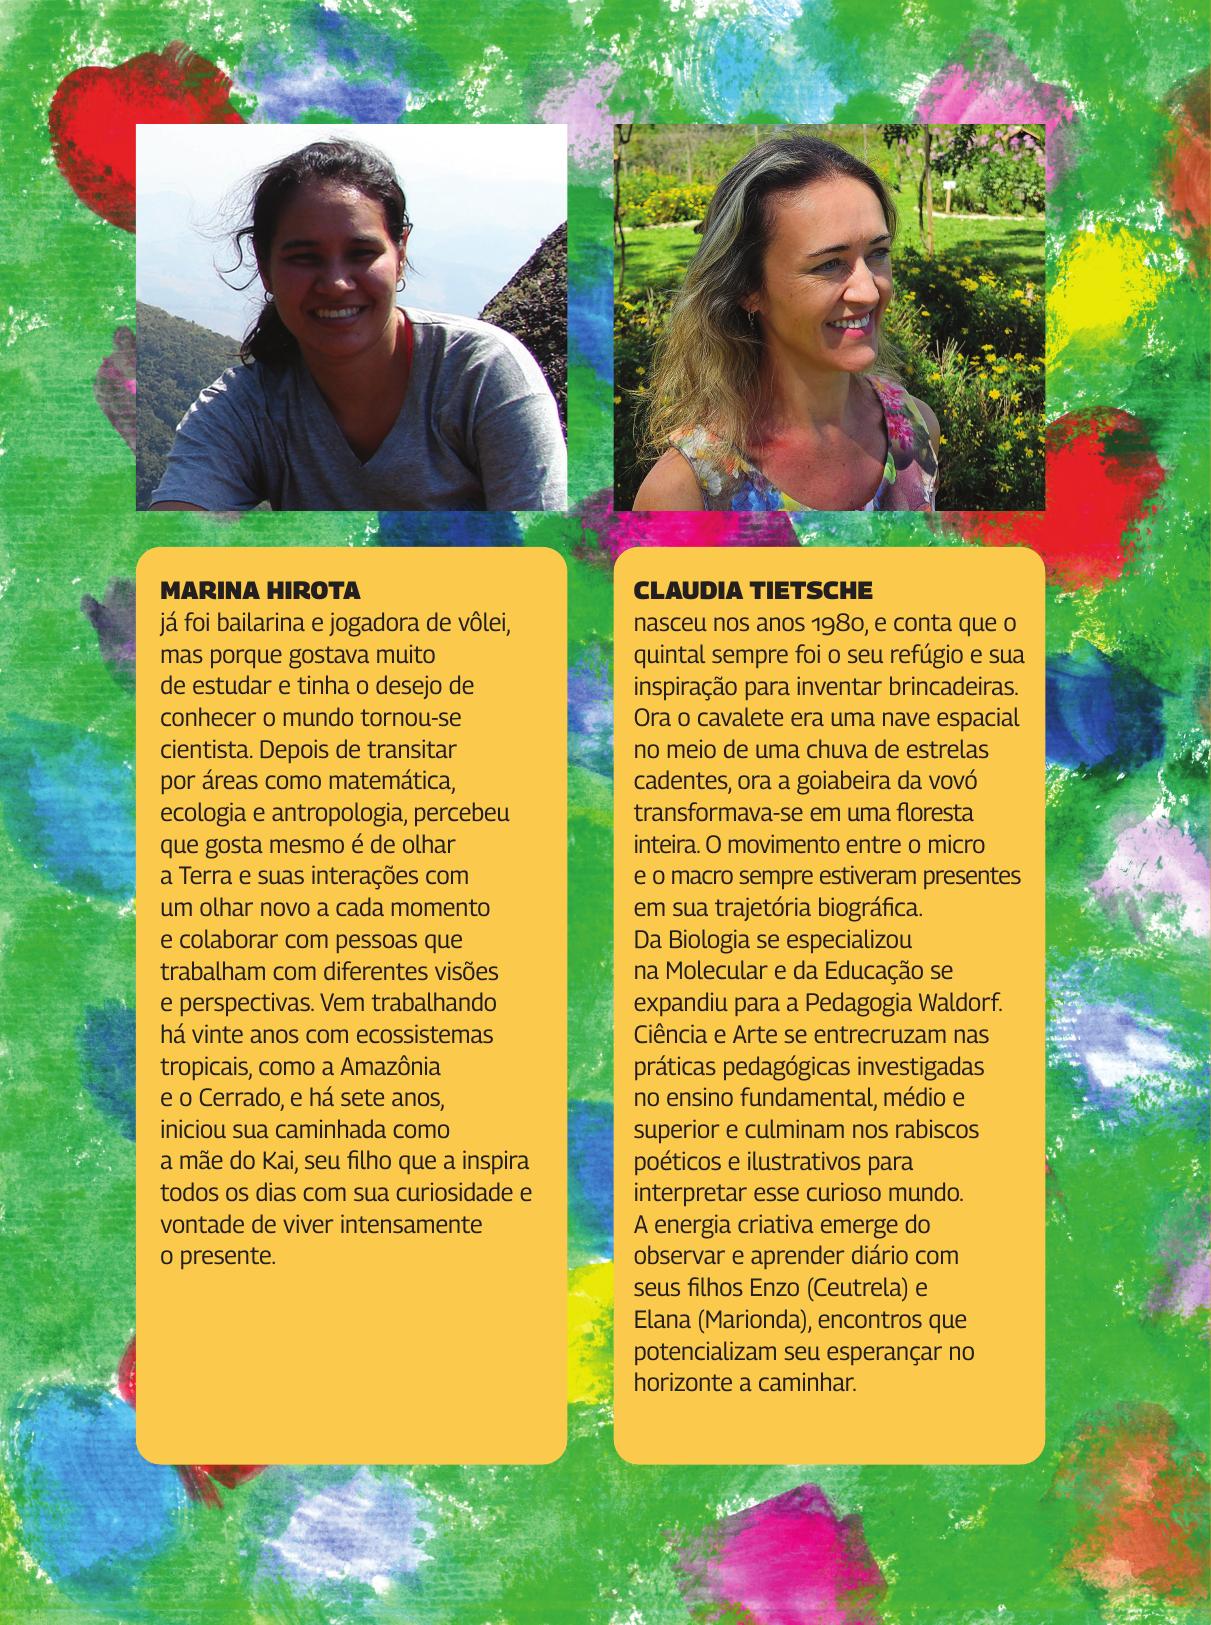 MARINA HIROTA
já foi bailarina e jogadora de vôlei,
mas porque gostava muito
de estudar e tinha o desejo de
conhecer o mundo tornou-se
cientista. Depois de transitar
por áreas como matemática,
ecologia e antropologia, percebeu
que gosta mesmo é de olhar
a Terra e suas interações com
um olhar novo a cada momento
e colaborar com pessoas que
trabalham com diferentes visões
e perspectivas. Vem trabalhando
há vinte anos com ecossistemas
tropicais, como a Amazônia
e o Cerrado, e há sete anos,
iniciou sua caminhada como
a mãe do Kai, seu filho que a inspira
todos os dias com sua curiosidade e
vontade de viver intensamente
o presente.
CLAUDIA TIETSCHE
nasceu nos anos 1980, e conta que o
quintal sempre foi o seu refúgio e sua
inspiração para inventar brincadeiras.
Ora o cavalete era uma nave espacial
no meio de uma chuva de estrelas
cadentes, ora a goiabeira da vovó
transformava-se em uma floresta
inteira. O movimento entre o micro
e o macro sempre estiveram presentes
em sua trajetória biográfica.
Da Biologia se especializou
na Molecular e da Educação se
expandiu para a Pedagogia Waldorf.
Ciência e Arte se entrecruzam nas
práticas pedagógicas investigadas
no ensino fundamental, médio e
superior e culminam nos rabiscos
poéticos e ilustrativos para
interpretar esse curioso mundo.
A energia criativa emerge do
observar e aprender diário com
seus filhos Enzo (Ceutrela) e
Elana (Marionda), encontros que
potencializam seu esperançar no
horizonte a caminhar.